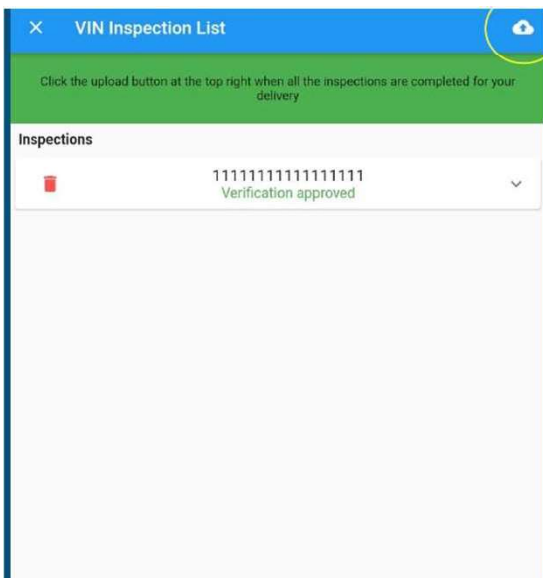 VIN Inspection List
Click the upload button at the top right when all the inspections are completed for your
delivery
Inspections
11111111111111111
Verification approved